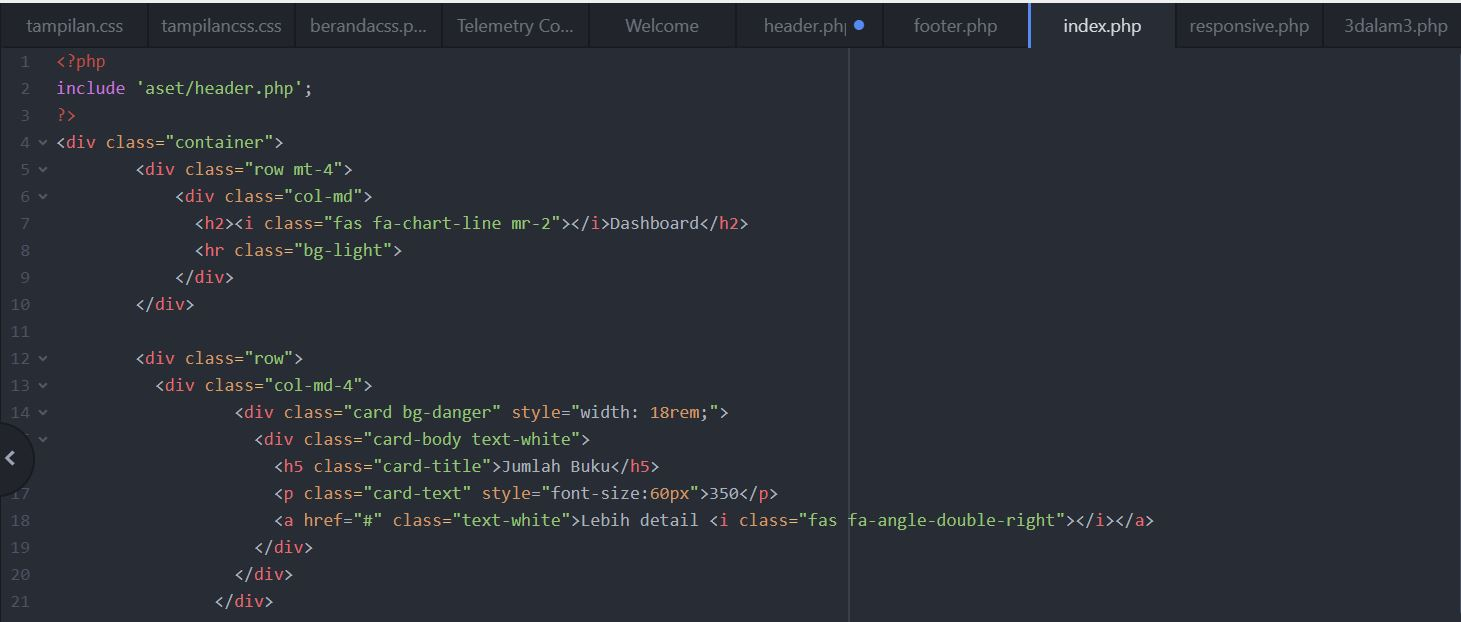 tampilan.css tampilancss.css berandacss.p... Telemetry Co... Welcome header.php footer.php index.php responsive.php 3dalam3.php
1 <?php
2 include 'aset/header.php';
3 ?>
4 <div class="container">
5 <div class="row mt-4">
6 <div class="col-md">
7 <h2><i class="fas fa-chart-line mr-2"></i>Dashboard</h2>
8 <hr class="bg-light">
9 </div>
10 </div>
11
12 <div class="row">
13 <div class="col-md-4">
14 <div class="card bg-danger" style="width: 18rem;">
<div class="card-body text-white">
<h5 class="card-title">Jumlah Buku</h5>
17 <p class="card-text" style="font-size:60px">350</p>
18 <a href="#" class="text-white">Lebih detail <i class="fas fa-angle-double-right"></i></a>
19 </div>
20 </div>
21 </div>